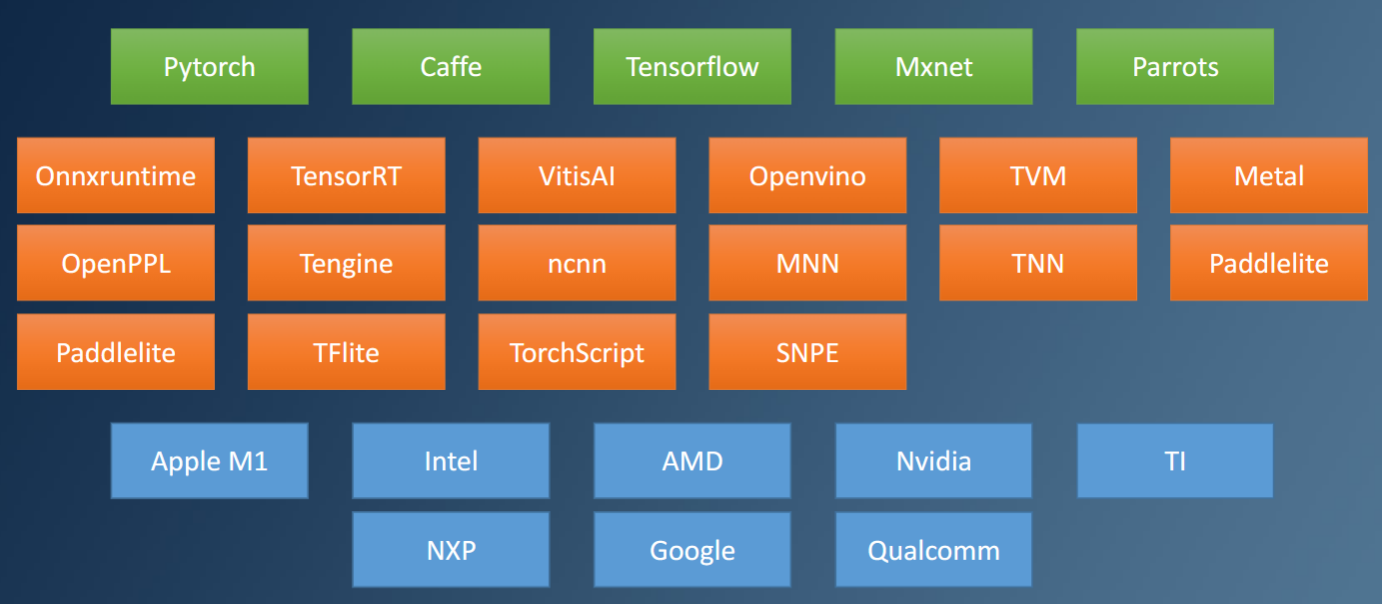 Pytorch Caffe Tensorflow Mxnet Parrots
Onnxruntime TensorRT VitisAI Openvino TVM Metal
OpenPPL Tengine ncnn MNN TNN Paddlelite
Paddlelite TFlite TorchScript SNPE
Apple M1 Intel AMD Nvidia TI
NXP Google Qualcomm